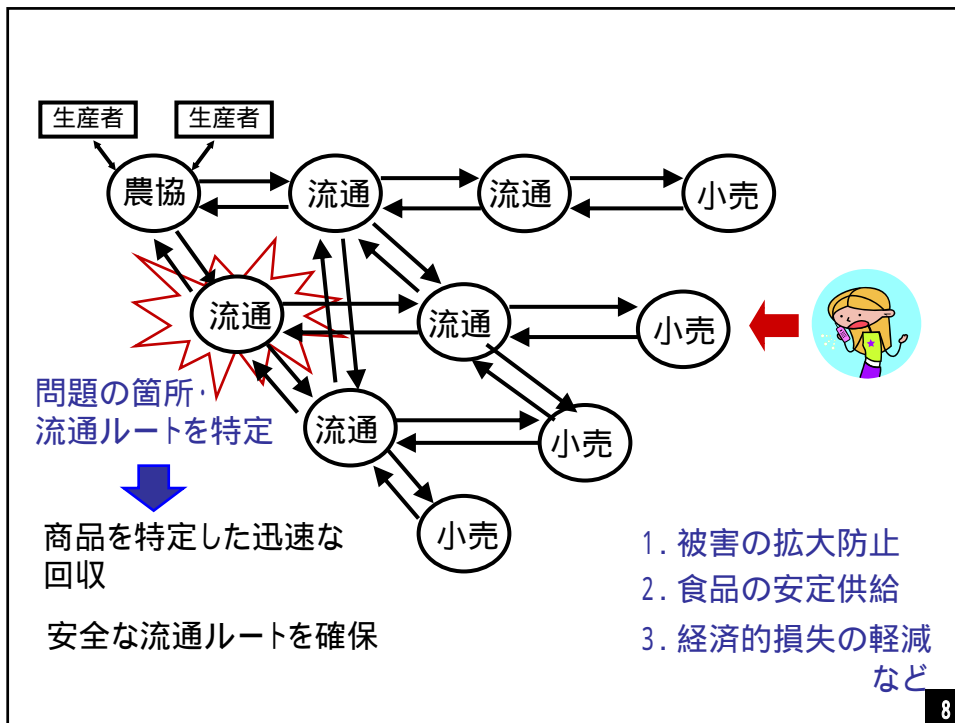 生産者
生産者
農協
流通
流通
小売
流通
流通
小売
問題の箇所・
流通ルートを特定
流通
小売
小売
商品を特定した迅速な
回収
安全な流通ルートを確保
1. 被害の拡大防止
2. 食品の安定供給
3. 経済的損失の軽減
など
8